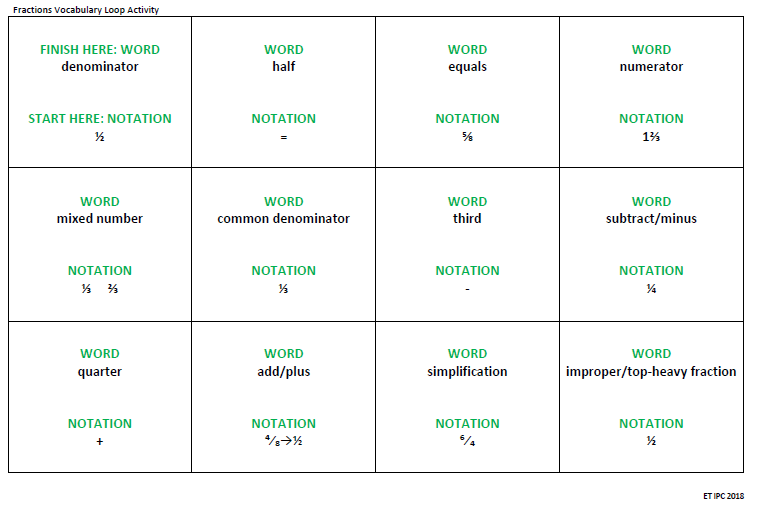 Fractions Vocabulary Loop Activity
FINISH HERE: WORD
denominator
START HERE: NOTATION
½
WORD
half
NOTATION
=
WORD
equals
NOTATION
⅝
WORD
numerator
NOTATION
1⅔
WORD
mixed number
NOTATION
⅓ ⅔
WORD
common denominator
NOTATION
⅓
WORD
third
NOTATION
-
WORD
subtract/minus
NOTATION
¼
WORD
quarter
NOTATION
+
WORD
add/plus
NOTATION
⁴⁄₈→½
WORD
simplification
NOTATION
⁶⁄₄
WORD
improper/top-heavy fraction
NOTATION
½
ET IPC 2018